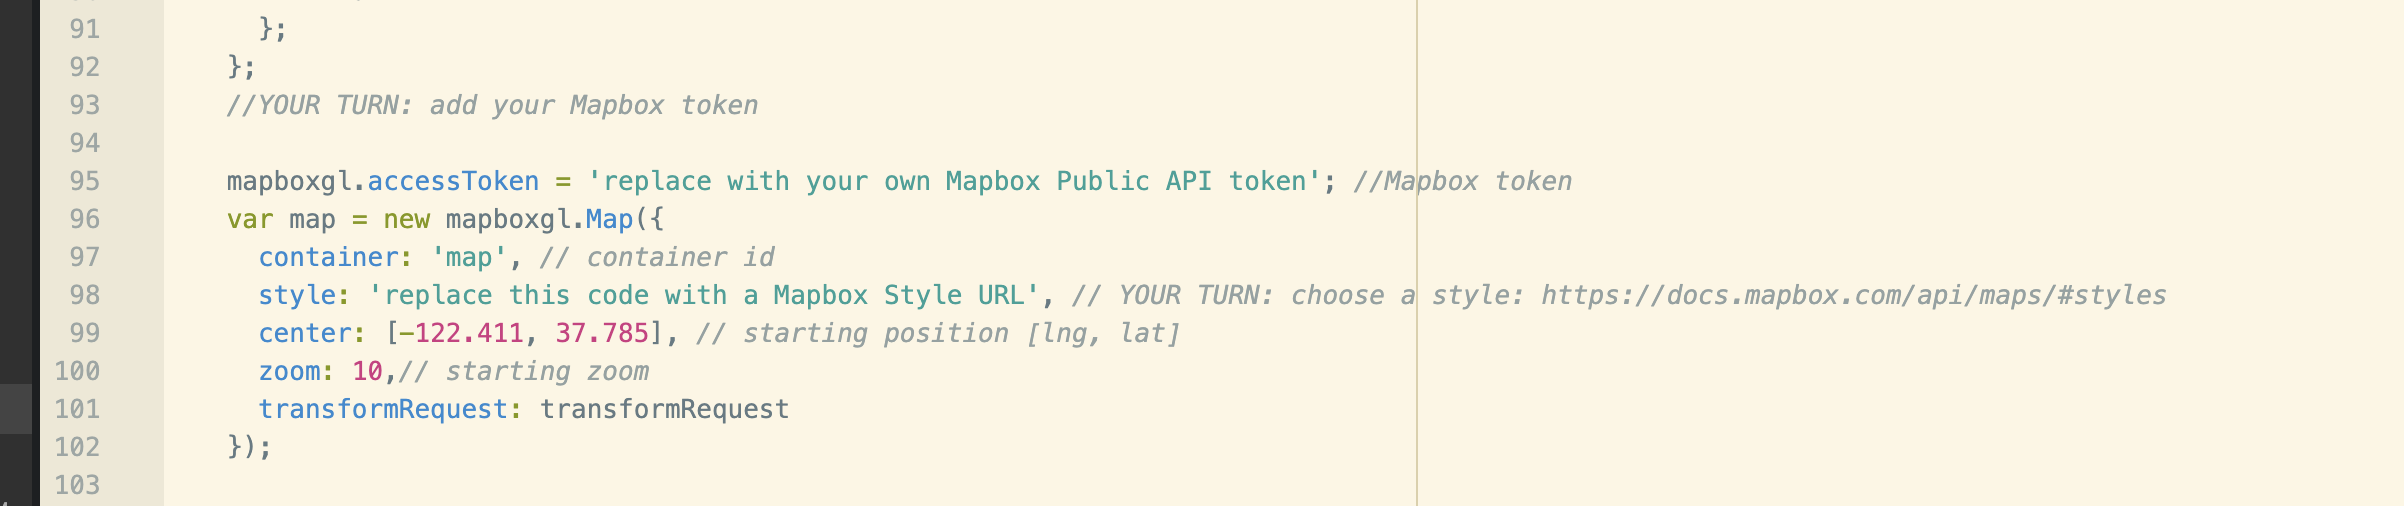 91 };
92 };
93 //YOUR TURN: add your Mapbox token
94
95 mapboxgl.accessToken = 'replace with your own Mapbox Public API token'; //Mapbox token
96 var map = new mapboxgl.Map({
97 container: 'map', // container id
98 style: 'replace this code with a Mapbox Style URL', // YOUR TURN: choose a style: https://docs.mapbox.com/api/maps/#styles
99 center: [-122.411, 37.785], // starting position [lng, lat]
100 zoom: 10,// starting zoom
101 transformRequest: transformRequest
102 });
103